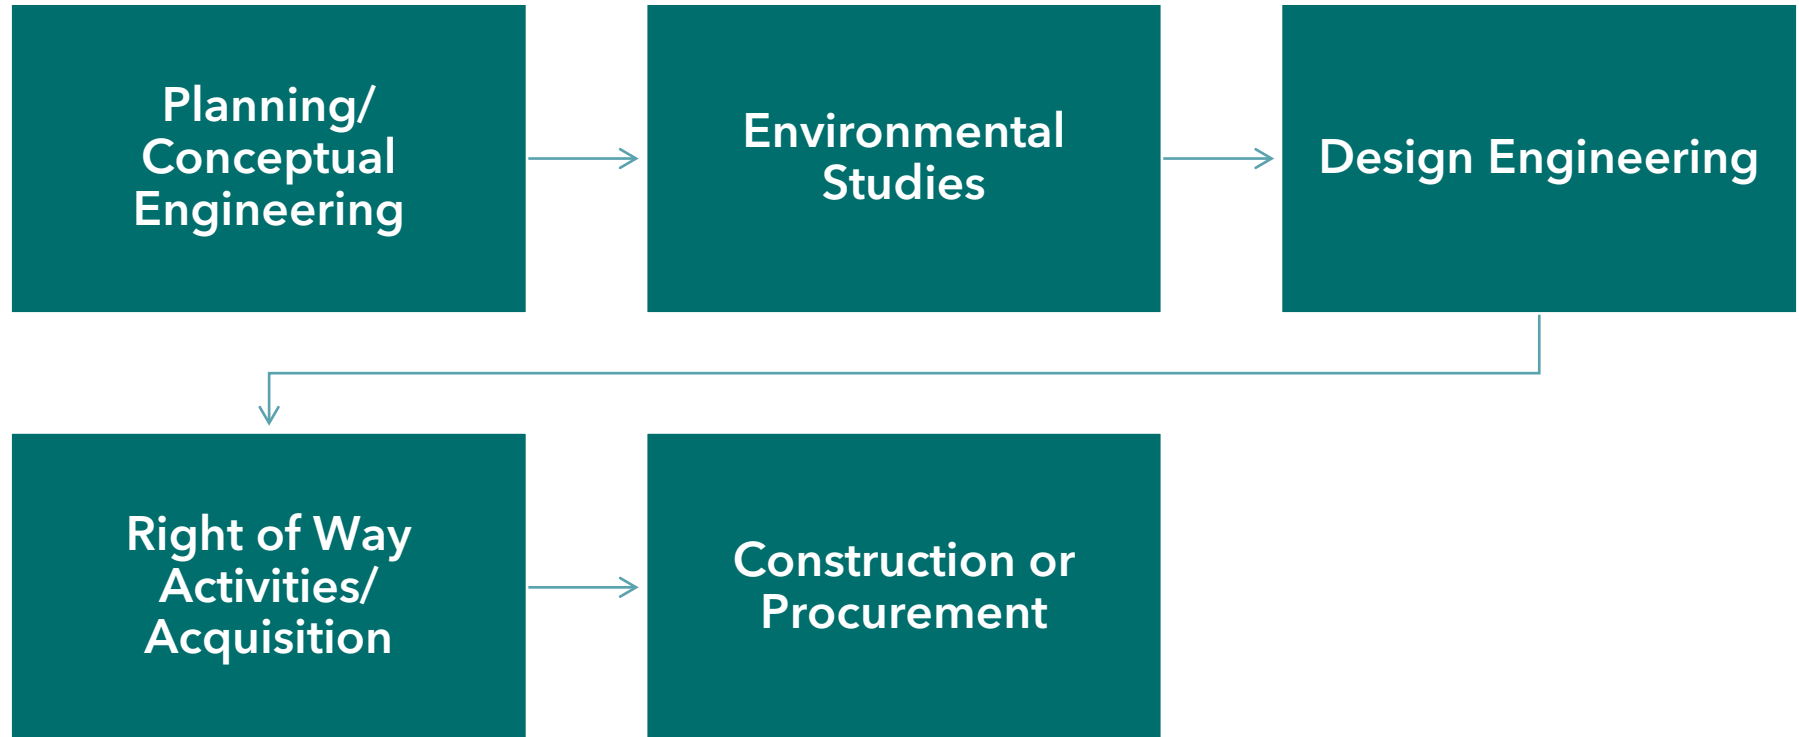 Planning/
Conceptual
Engineering
Environmental
Studies
Design Engineering
Right of Way
Activities/
Acquisition
Construction or
Procurement